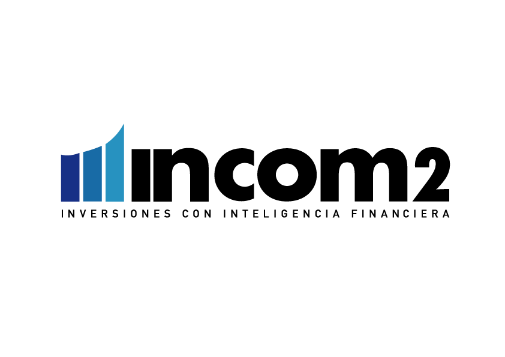 Incom2
INVERSIONES CON INTELIGENCIA FINANCIERA